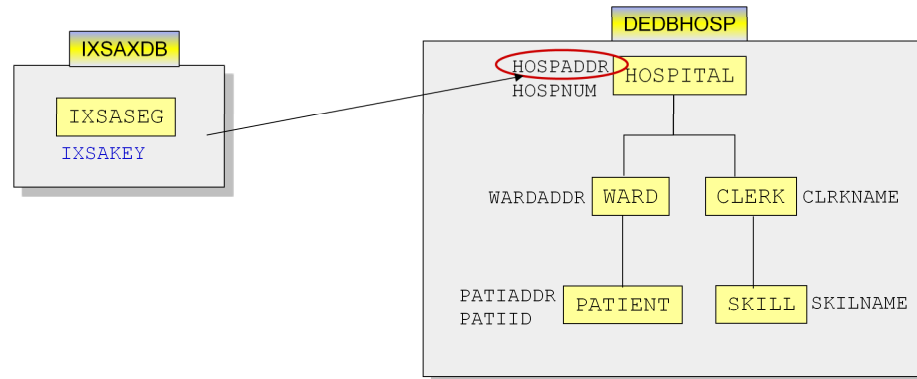 IXSAXDB
IXSASEG
IXSAKEY
DEDBHOSP
HOSPADDR
HOSPNUM
HOSPITAL
WARDADDR
WARD
CLERK
CLRKNAME
PATIADDR
PATIID
PATIENT
SKILL
SKILNAME